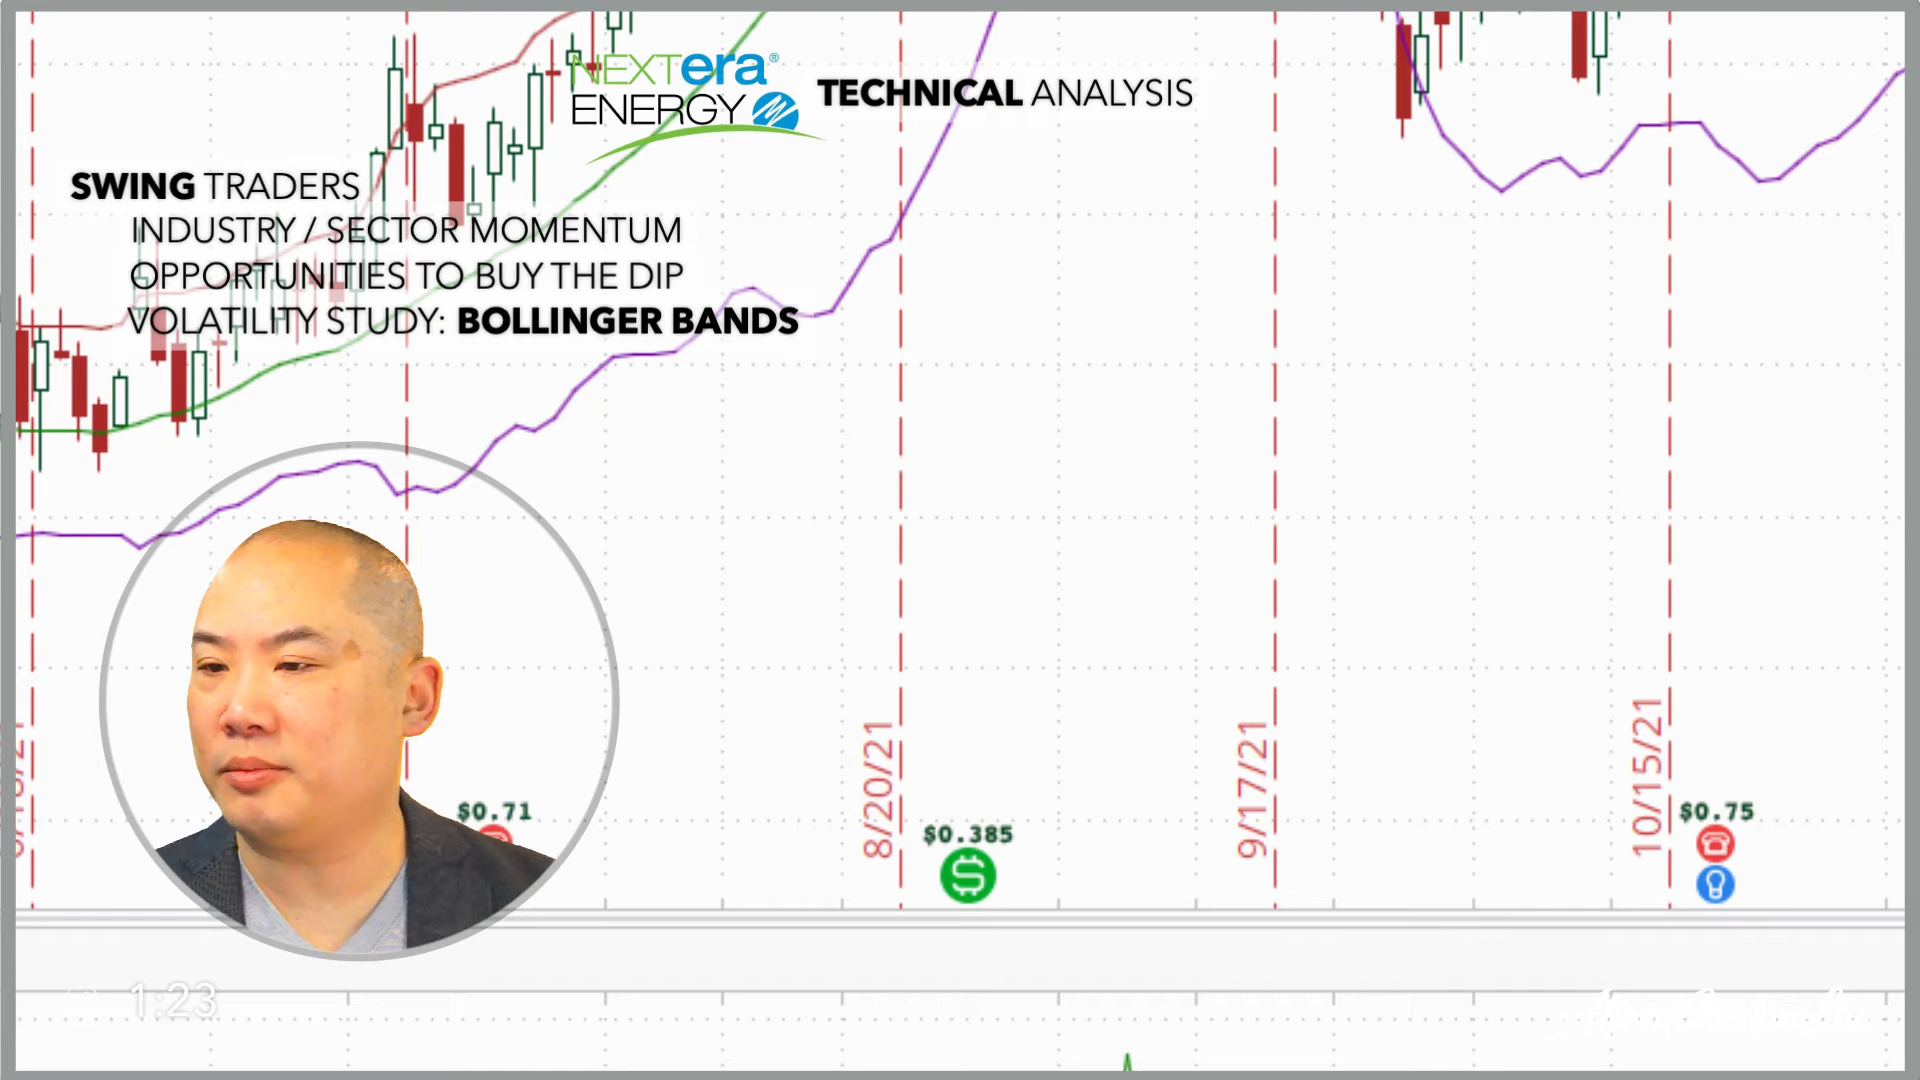 NEXTera®
ENERGY
TECHNICAL ANALYSIS
SWING TRADERS
INDUSTRY / SECTOR MOMENTUM
OPPORTUNITIES TO BUY THE DIP
VOLATILITY STUDY: BOLLINGER BANDS
$0.71
8/20/21
$0.385
9/17/21
10/15/21
$0.75
1:23